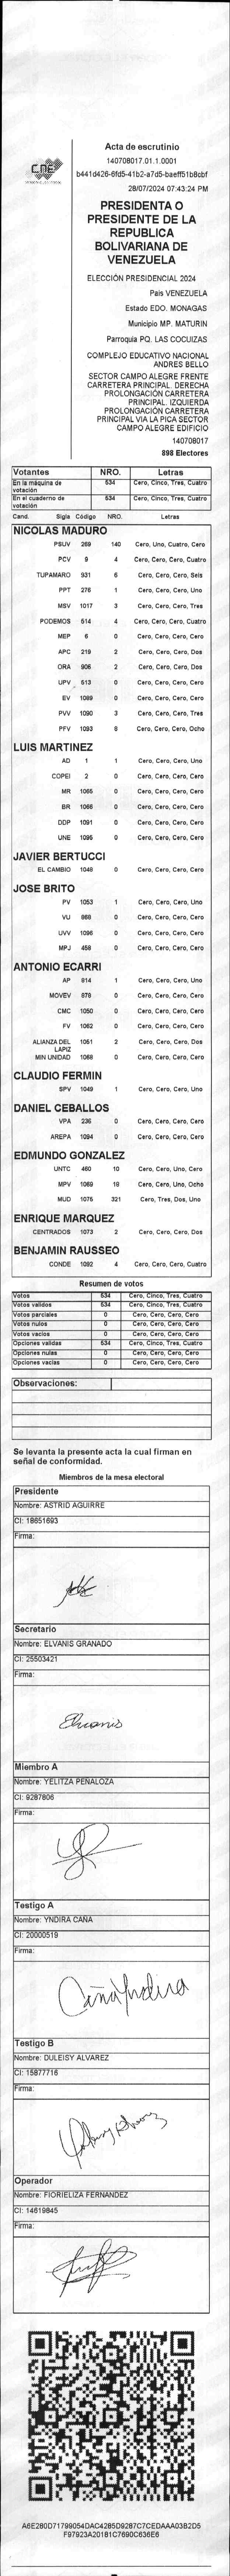 CNE
Acta de escrutinio
140708017.01.1.0001
b441d426-6fd5-41b2-a7d5-baeff51b8cbf
28/07/2024 07:43:24 PM
PRESIDENTA O
PRESIDENTE DE LA
REPUBLICA
BOLIVARIANA DE
VENEZUELA
ELECCIÓN PRESIDENCIAL 2024
Pais VENEZUELA
Estado EDO. MONAGAS
Municipio MP. MATURIN
Parroquia PQ. LAS COCUIZAS
COMPLEJO EDUCATIVO NACIONAL
ANDRES BELLO
SECTOR CAMPO ALEGRE FRENTE
CARRETERA PRINCIPAL. DERECHA
PROLONGACIÓN CARRETERA
PRINCIPAL. IZQUIERDA
PROLONGACIÓN CARRETERA
PRINCIPAL VIA LA PICA SECTOR
CAMPO ALEGRE EDIFICIO
140708017
898 Electores
Votantes NRO. Letras
En la máquina de votación 534 Cero, Cinco, Tres, Cuatro
En el cuaderno de votación 534 Cero, Cinco, Tres, Cuatro
Cand. Sigla Código NRO. Letras
NICOLAS MADURO
PSUV 269 140 Cero, Uno, Cuatro, Cero
PCV 9 4 Cero, Cero, Cero, Cuatro
TUPAMARO 931 6 Cero, Cero, Cero, Seis
PPT 276 1 Cero, Cero, Cero, Uno
MSV 1017 3 Cero, Cero, Cero, Tres
PODEMOS 514 4 Cero, Cero, Cero, Cuatro
MEP 6 0 Cero, Cero, Cero, Cero
APC 219 2 Cero, Cero, Cero, Dos
ORA 906 2 Cero, Cero, Cero, Dos
UPV 513 0 Cero, Cero, Cero, Cero
EV 1089 0 Cero, Cero, Cero, Cero
PVV 1090 3 Cero, Cero, Cero, Tres
PFV 1093 8 Cero, Cero, Cero, Ocho
LUIS MARTINEZ
AD 1 1 Cero, Cero, Cero, Uno
COPEI 2 0 Cero, Cero, Cero, Cero
MR 1065 0 Cero, Cero, Cero, Cero
BR 1066 0 Cero, Cero, Cero, Cero
DDP 1091 0 Cero, Cero, Cero, Cero
UNE 1095 0 Cero, Cero, Cero, Cero
JAVIER BERTUCCI
EL CAMBIO 1048 0 Cero, Cero, Cero, Cero
JOSE BRITO
PV 1053 1 Cero, Cero, Cero, Uno
VU 868 0 Cero, Cero, Cero, Cero
UVV 1096 0 Cero, Cero, Cero, Cero
MPJ 458 0 Cero, Cero, Cero, Cero
ANTONIO ECARRI
AP 814 1 Cero, Cero, Cero, Uno
MOVEV 878 0 Cero, Cero, Cero, Cero
CMC 1050 0 Cero, Cero, Cero, Cero
FV 1062 0 Cero, Cero, Cero, Cero
ALIANZA DEL LAPIZ 1051 2 Cero, Cero, Cero, Dos
MIN UNIDAD 1068 0 Cero, Cero, Cero, Cero
CLAUDIO FERMIN
SPV 1049 1 Cero, Cero, Cero, Uno
DANIEL CEBALLOS
VPA 236 0 Cero, Cero, Cero, Cero
AREPA 1094 0 Cero, Cero, Cero, Cero
EDMUNDO GONZALEZ
UNTC 460 10 Cero, Cero, Uno, Cero
MPV 1069 18 Cero, Cero, Uno, Ocho
MUD 1076 321 Cero, Tres, Dos, Uno
ENRIQUE MARQUEZ
CENTRADOS 1073 2 Cero, Cero, Cero, Dos
BENJAMIN RAUSSEO
CONDE 1092 4 Cero, Cero, Cero, Cuatro
Resumen de votos
Votos 534 Cero, Cinco, Tres, Cuatro
Votos validos 534 Cero, Cinco, Tres, Cuatro
Votos parciales 0 Cero, Cero, Cero, Cero
Votos nulos 0 Cero, Cero, Cero, Cero
Votos vacios 0 Cero, Cero, Cero, Cero
Opciones validas 534 Cero, Cinco, Tres, Cuatro
Opciones nulas 0 Cero, Cero, Cero, Cero
Opciones vacias 0 Cero, Cero, Cero, Cero
Observaciones:
Se levanta la presente acta la cual firman en
señal de conformidad.
Miembros de la mesa electoral
Presidente
Nombre: ASTRID AGUIRRE
CI: 18651693
Firma:
Secretario
Nombre: ELVANIS GRANADO
CI: 25503421
Firma:
Elvanis
Miembro A
Nombre: YELITZA PEÑALOZA
CI: 9287806
Firma:
Testigo A
Nombre: YNDIRA CAÑA
CI: 20000519
Firma:
Caña Yndira
Testigo B
Nombre: DULEISY ALVAREZ
CI: 15877716
Firma:
Operador
Nombre: FIORIELIZA FERNANDEZ
CI: 14619845
Firma:
A6E280D71799054DAC4285D9287C7CEDAAA03B2D5
F97923A20181C7690C636E6